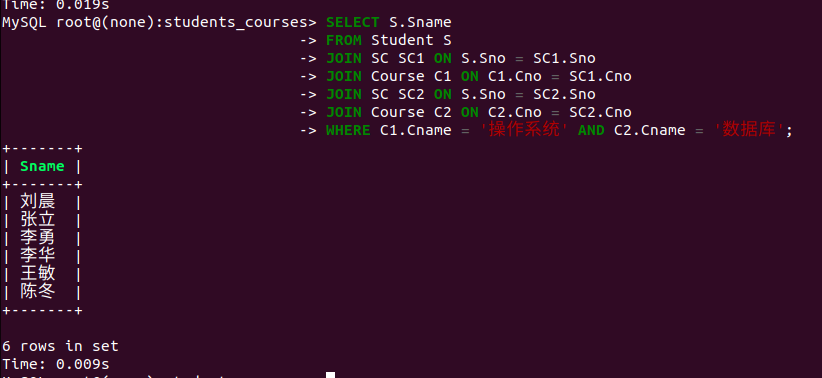 Time: 0.019s
MySQL root@(none):students_courses> SELECT S.Sname
-> FROM Student S
-> JOIN SC SC1 ON S.Sno = SC1.Sno
-> JOIN Course C1 ON C1.Cno = SC1.Cno
-> JOIN SC SC2 ON S.Sno = SC2.Sno
-> JOIN Course C2 ON C2.Cno = SC2.Cno
-> WHERE C1.Cname = '操作系统' AND C2.Cname = '数据库';
+-------+
| Sname |
+-------+
| 刘晨 |
| 张立 |
| 李勇 |
| 李华 |
| 王敏 |
| 陈冬 |
+-------+
6 rows in set
Time: 0.009s